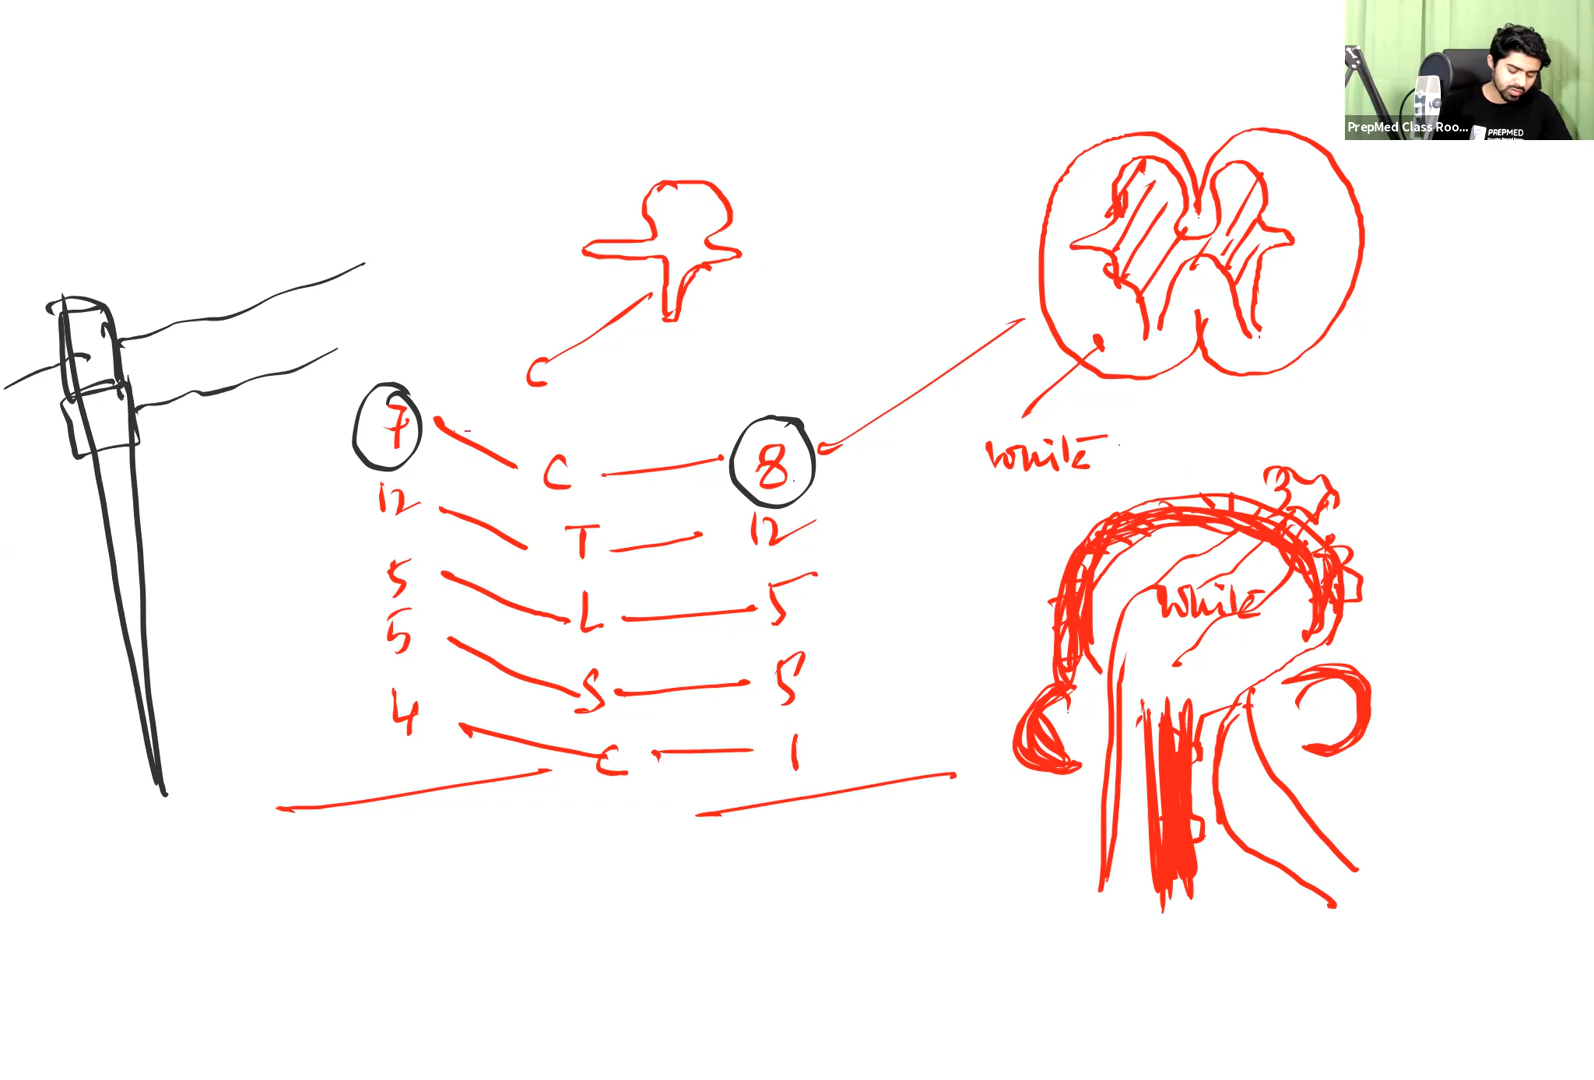 PrepMed Class Roo...
PREPMED
C
7 C 8
12 T 12
5 L 5
5 S 5
4 C 1
white
3
white